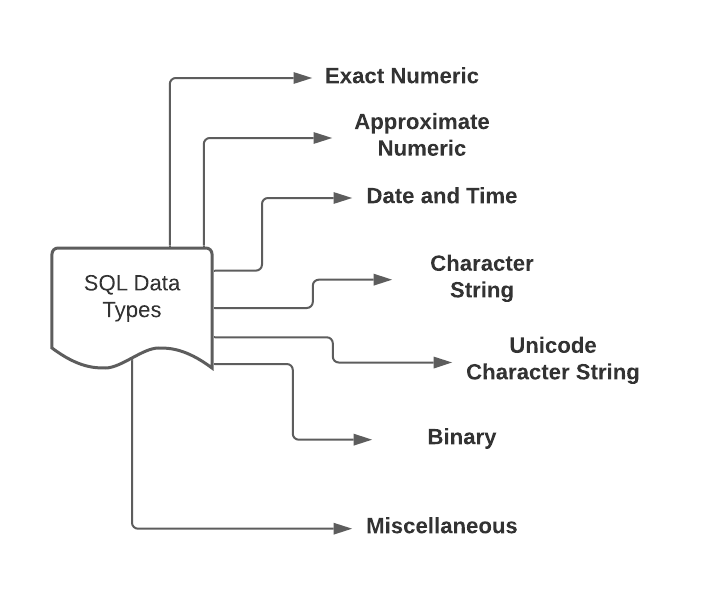 Exact Numeric
Approximate
Numeric
Date and Time
SQL Data
Types
Character
String
Unicode
Character String
Binary
Miscellaneous